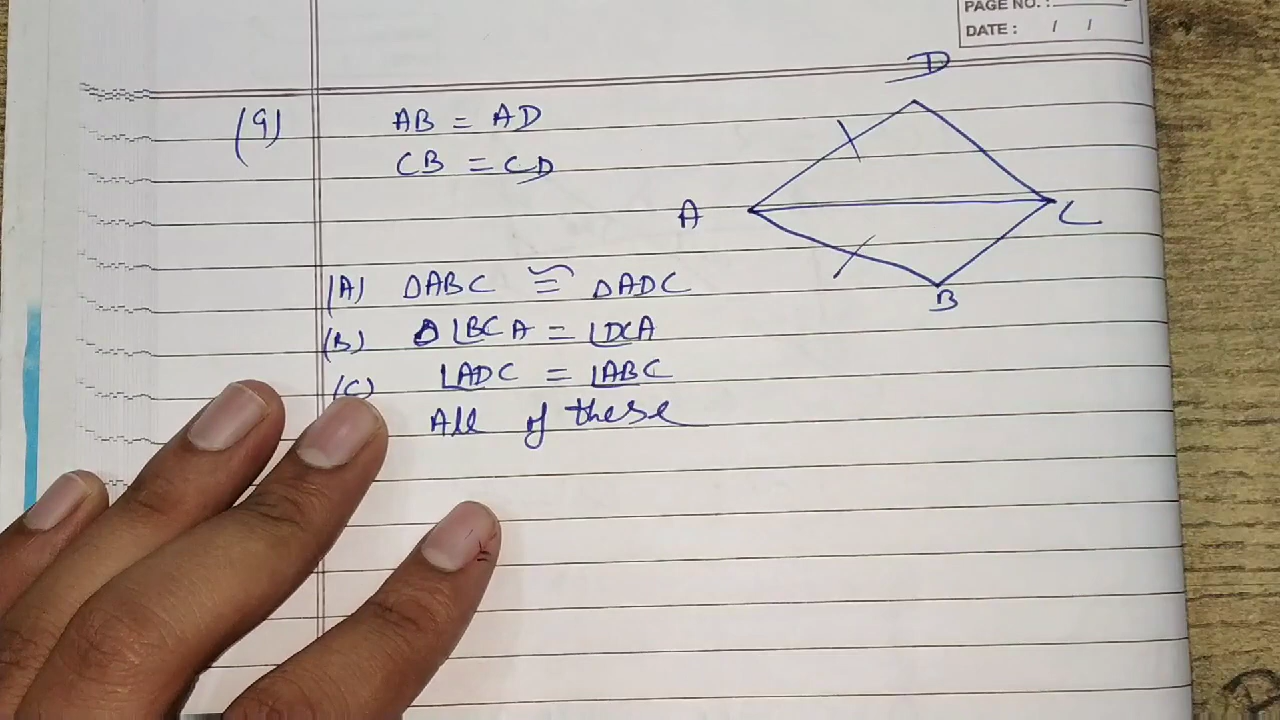 PAGE NO. :
DATE : / /
(9) AB = AD
CB = CD
D
A
C
B
(A) ΔABC ≅ ΔADC
(B) ∠BCA = ∠DCA
(C) ∠ADC = ∠ABC
All of these